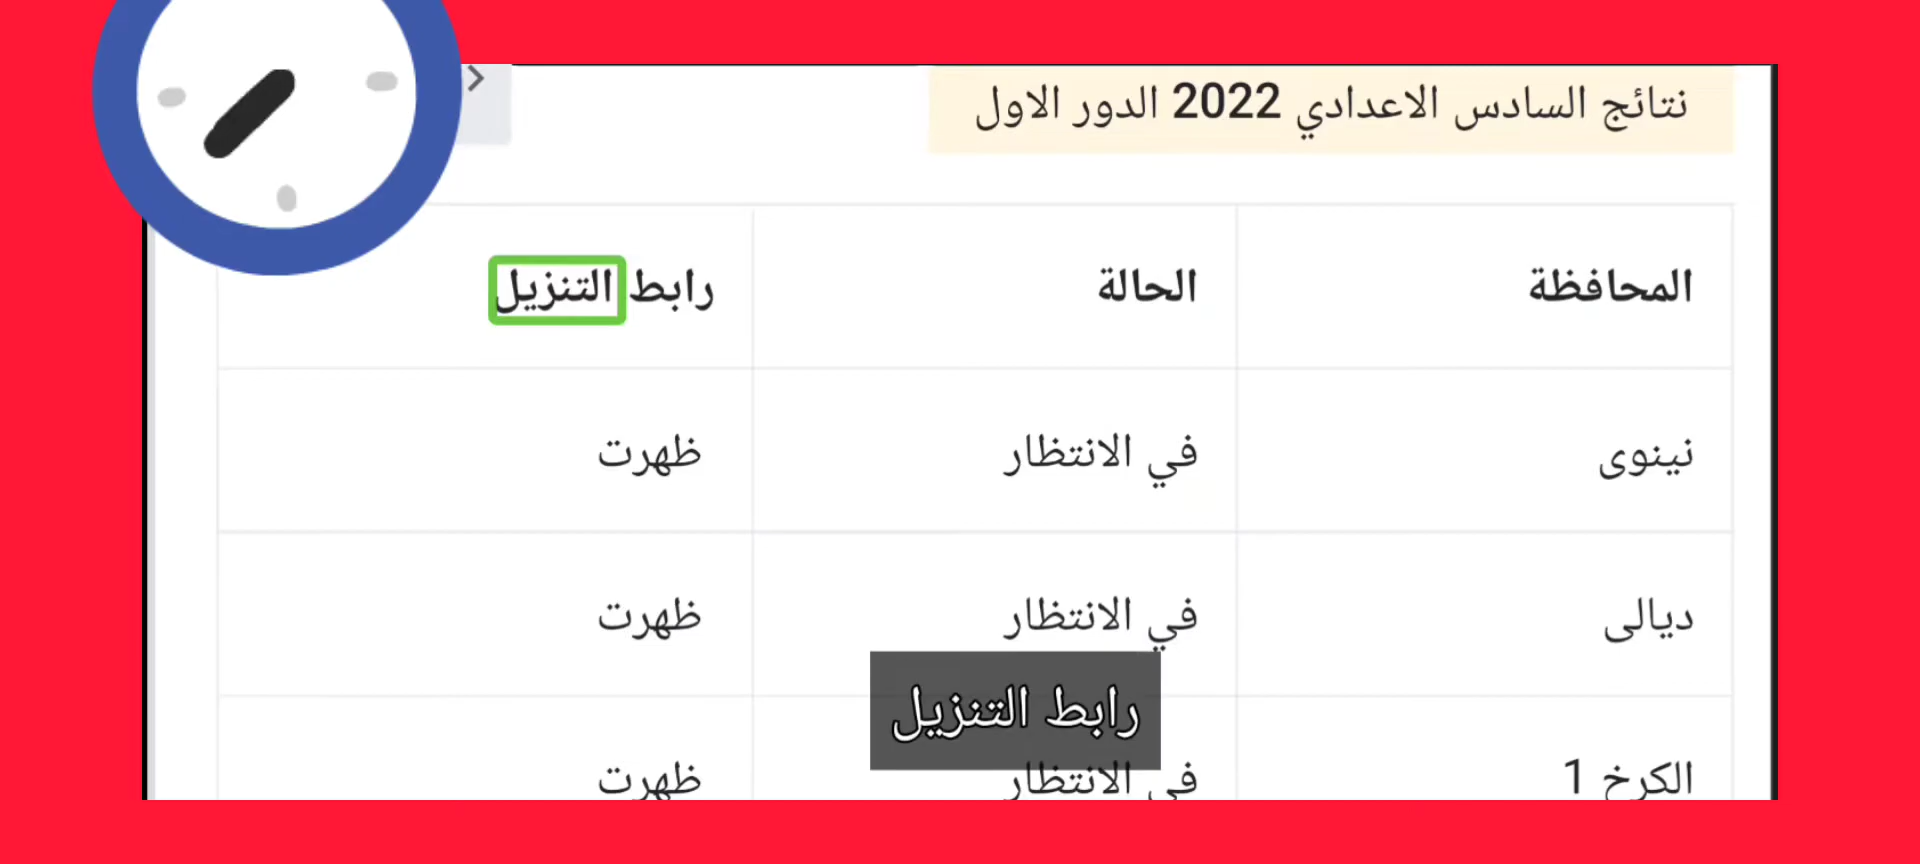 نتائج السادس الاعدادي 2022 الدور الاول
المحافظة الحالة رابط التنزيل
نينوى في الانتظار ظهرت
ديالى في الانتظار ظهرت
رابط التنزيل
الكرخ 1 في الانتظار ظهرت